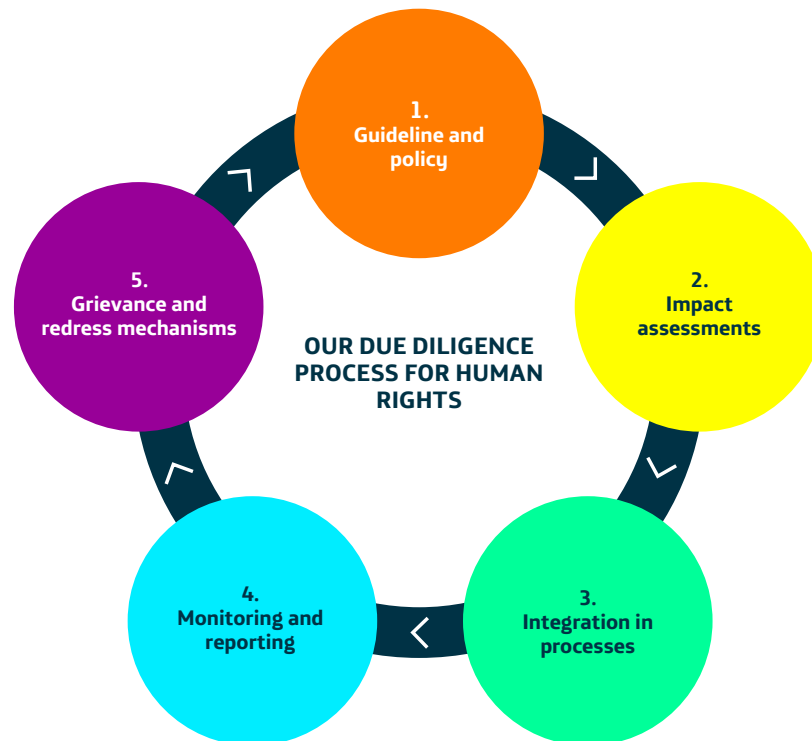 1.
Guideline and
policy
2.
Impact
assessments
3.
Integration in
processes
4.
Monitoring and
reporting
5.
Grievance and
redress mechanisms
OUR DUE DILIGENCE
PROCESS FOR HUMAN
RIGHTS